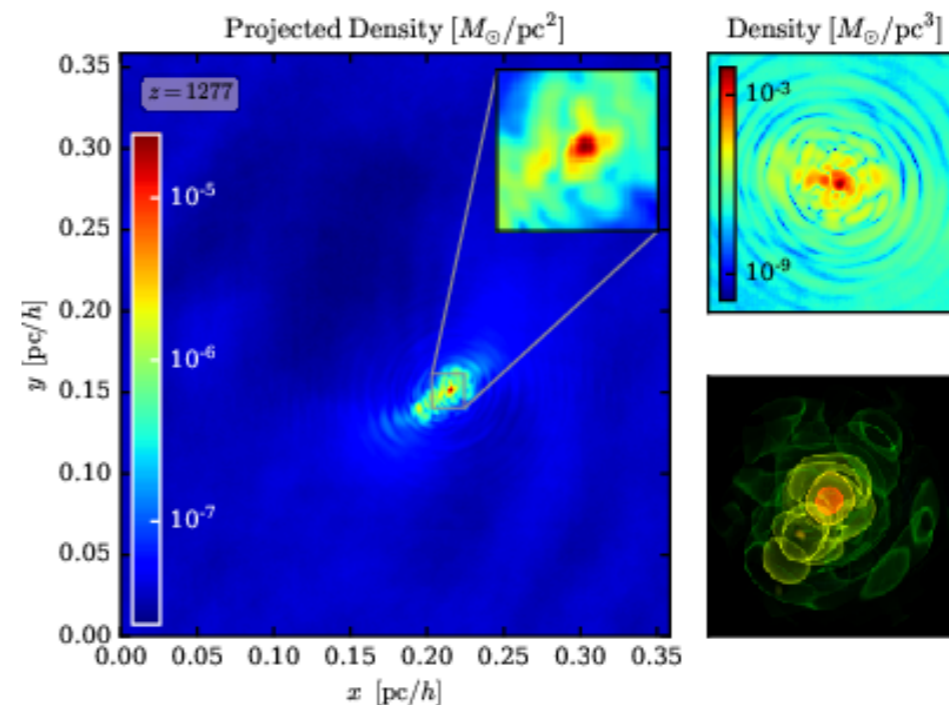 Projected Density [M⊙/pc²]
Density [M⊙/pc³]
z = 1277
0.35
0.30
0.25
0.20
0.15
0.10
0.05
0.00
y [pc/h]
10⁻⁵
10⁻⁶
10⁻⁷
10⁻³
10⁻⁹
0.00 0.05 0.10 0.15 0.20 0.25 0.30 0.35
x [pc/h]